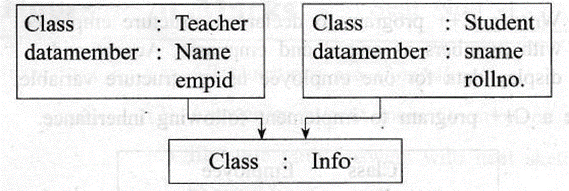 Class : Teacher
datamember : Name
empid
Class : Student
datamember : sname
rollno.
Class : Info